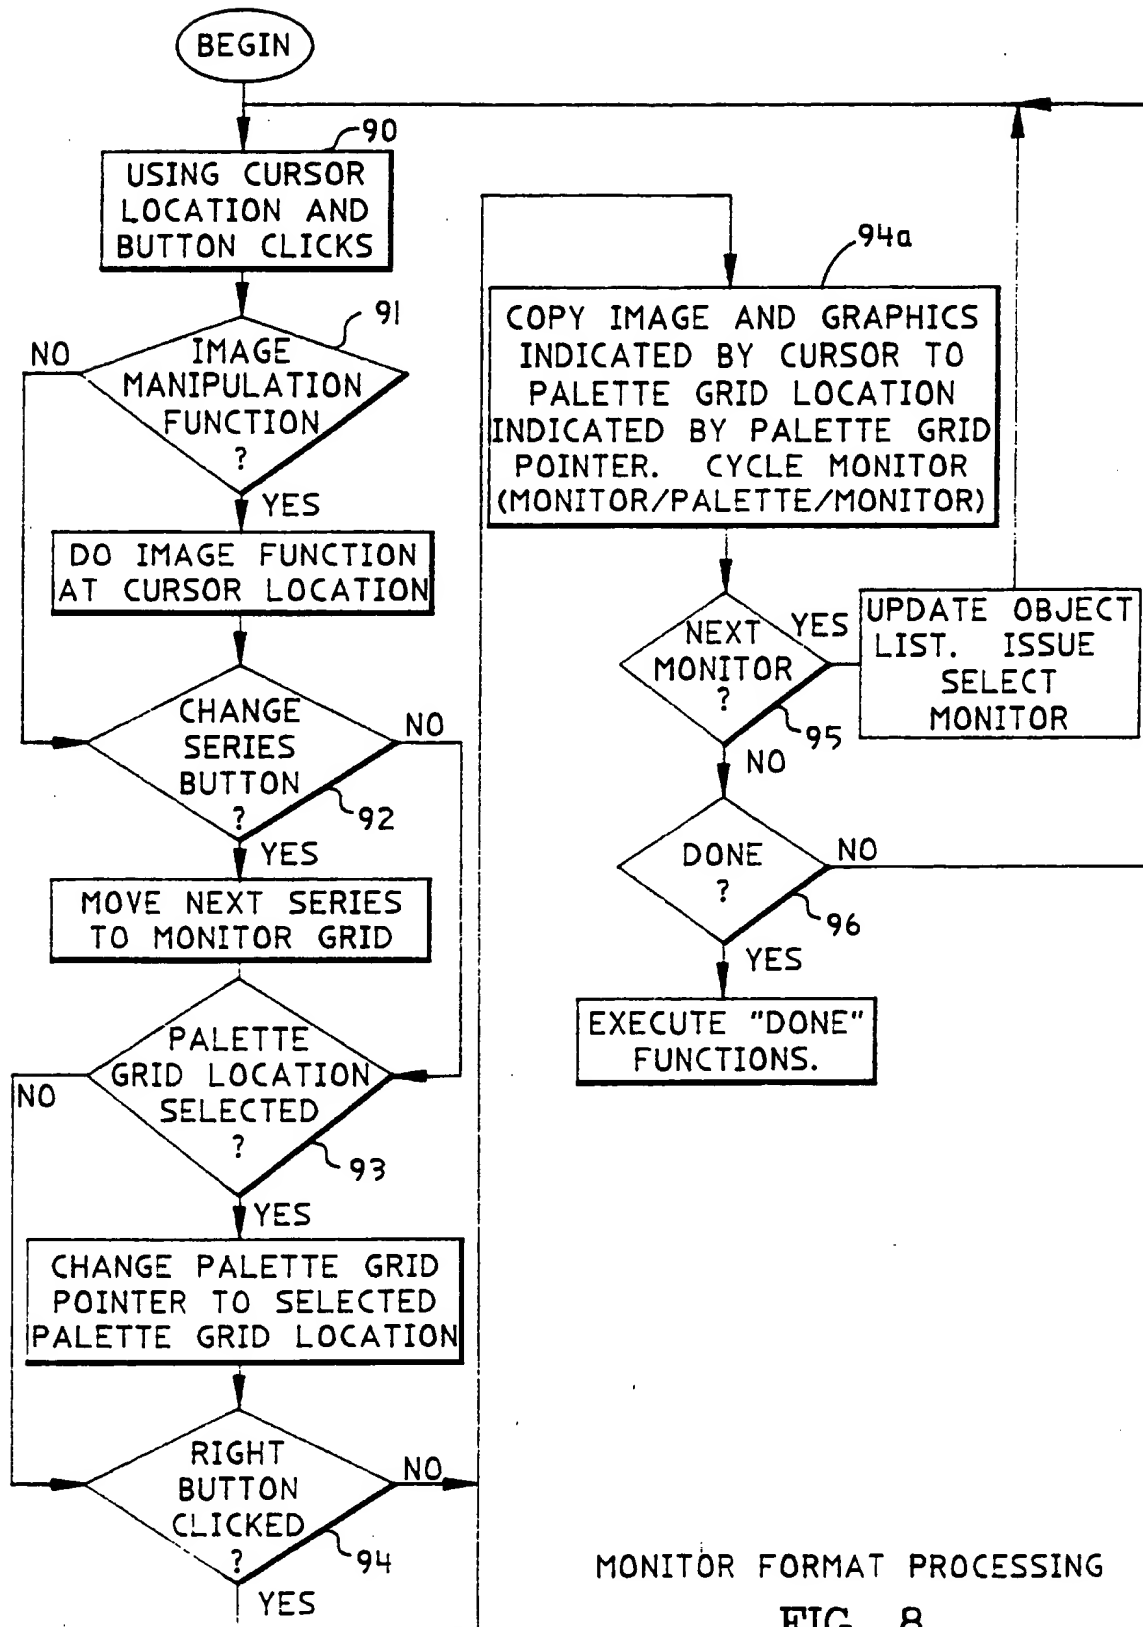 BEGIN
90
USING CURSOR
LOCATION AND
BUTTON CLICKS
91
NO
IMAGE
MANIPULATION
FUNCTION
?
YES
DO IMAGE FUNCTION
AT CURSOR LOCATION
CHANGE
SERIES
BUTTON
?
NO
92
YES
MOVE NEXT SERIES
TO MONITOR GRID
PALETTE
GRID LOCATION
SELECTED
?
NO
93
YES
CHANGE PALETTE GRID
POINTER TO SELECTED
PALETTE GRID LOCATION
RIGHT
BUTTON
CLICKED
?
NO
94
YES
94a
COPY IMAGE AND GRAPHICS
INDICATED BY CURSOR TO
PALETTE GRID LOCATION
INDICATED BY PALETTE GRID
POINTER. CYCLE MONITOR
(MONITOR/PALETTE/MONITOR)
NEXT
MONITOR
?
YES
95
UPDATE OBJECT
LIST. ISSUE
SELECT
MONITOR
NO
DONE
?
NO
96
YES
EXECUTE "DONE"
FUNCTIONS.
MONITOR FORMAT PROCESSING
FIG. 8